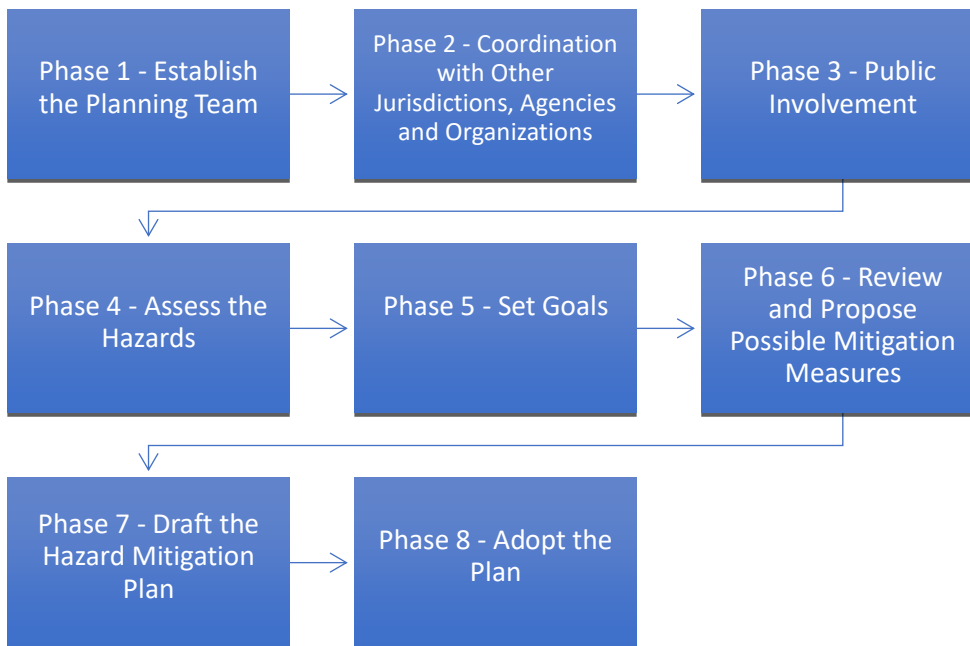 Phase 1 - Establish
the Planning Team
Phase 2 - Coordination
with Other
Jurisdictions, Agencies
and Organizations
Phase 3 - Public
Involvement
Phase 4 - Assess the
Hazards
Phase 5 - Set Goals
Phase 6 - Review
and Propose
Possible Mitigation
Measures
Phase 7 - Draft the
Hazard Mitigation
Plan
Phase 8 - Adopt the
Plan